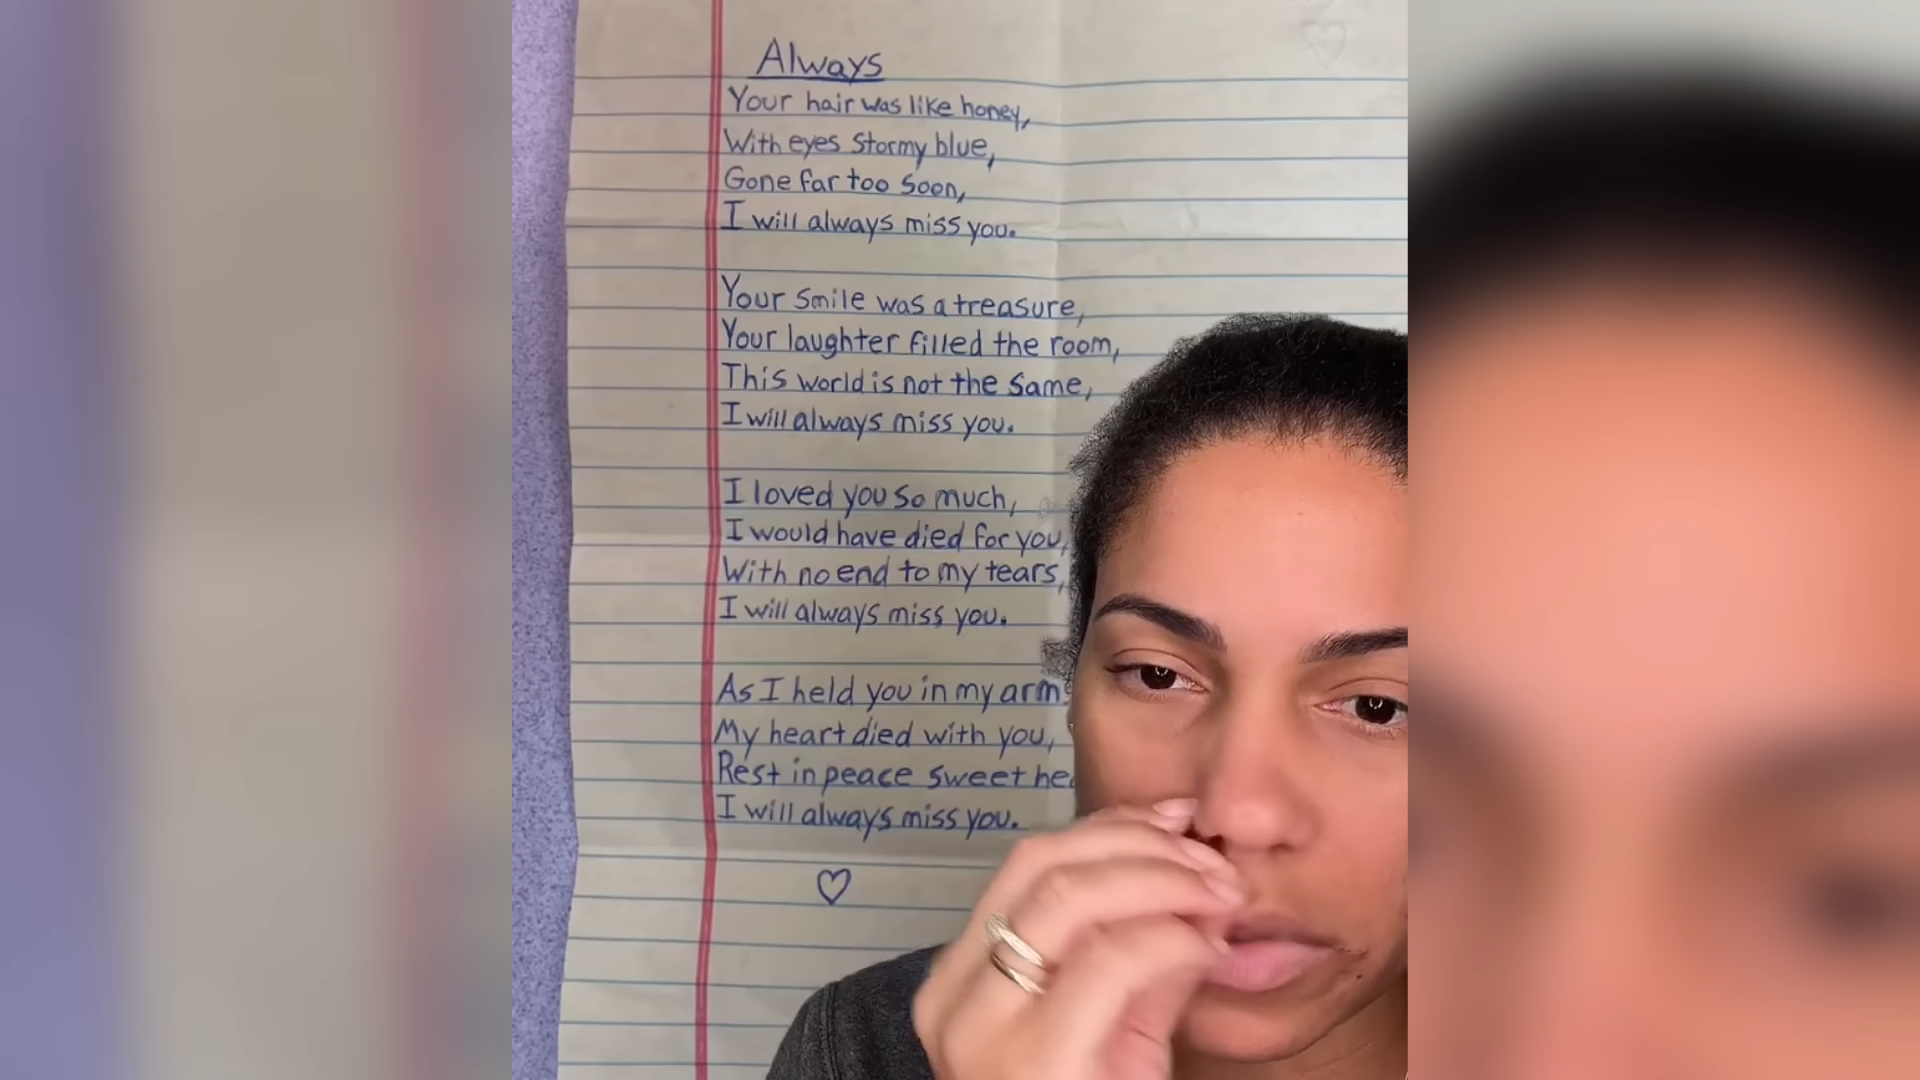 Always
Your hair was like honey,
With eyes stormy blue,
Gone far too soon,
I will always miss you.
Your smile was a treasure,
Your laughter filled the room,
This world is not the same,
I will always miss you.
I loved you so much,
I would have died for you,
With no end to my tears,
I will always miss you.
As I held you in my arm
My heart died with you,
Rest in peace sweet
I will always miss you.